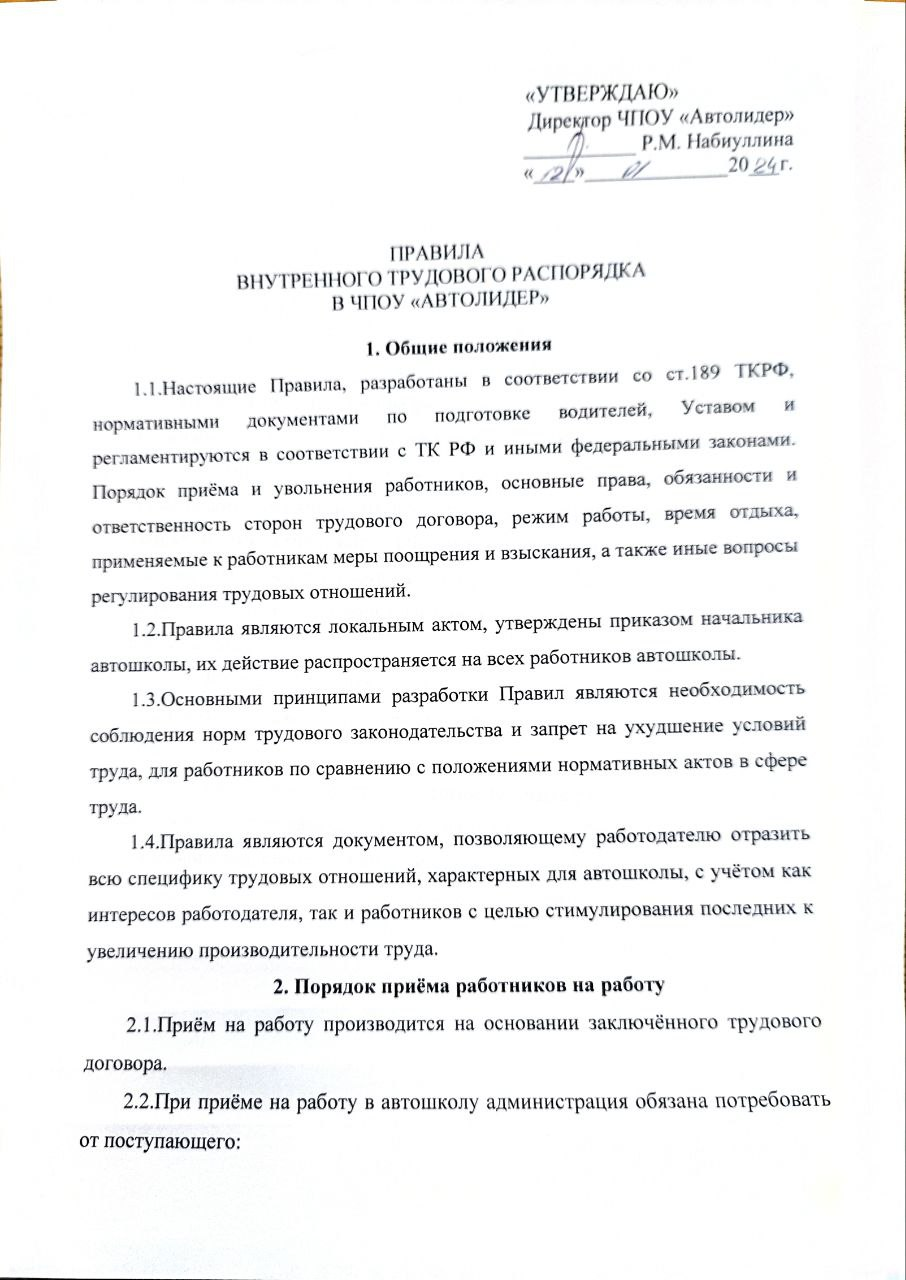 «УТВЕРЖДАЮ»
Директор ЧПОУ «Автолидер»
____________ Р.М. Набиуллина
«_12_»______01______2024г.
ПРАВИЛА
ВНУТРЕННОГО ТРУДОВОГО РАСПОРЯДКА
В ЧПОУ «АВТОЛИДЕР»
1. Общие положения
1.1.Настоящие Правила, разработаны в соответствии со ст.189 ТКРФ,
нормативными документами по подготовке водителей, Уставом и
регламентируются в соответствии с ТК РФ и иными федеральными законами.
Порядок приёма и увольнения работников, основные права, обязанности и
ответственность сторон трудового договора, режим работы, время отдыха,
применяемые к работникам меры поощрения и взыскания, а также иные вопросы
регулирования трудовых отношений.
1.2.Правила являются локальным актом, утверждены приказом начальника
автошколы, их действие распространяется на всех работников автошколы.
1.3.Основными принципами разработки Правил являются необходимость
соблюдения норм трудового законодательства и запрет на ухудшение условий
труда, для работников по сравнению с положениями нормативных актов в сфере
труда.
1.4.Правила являются документом, позволяющему работодателю отразить
всю специфику трудовых отношений, характерных для автошколы, с учётом как
интересов работодателя, так и работников с целью стимулирования последних к
увеличению производительности труда.
2. Порядок приёма работников на работу
2.1.Приём на работу производится на основании заключённого трудового
договора.
2.2.При приёме на работу в автошколу администрация обязана потребовать
от поступающего: